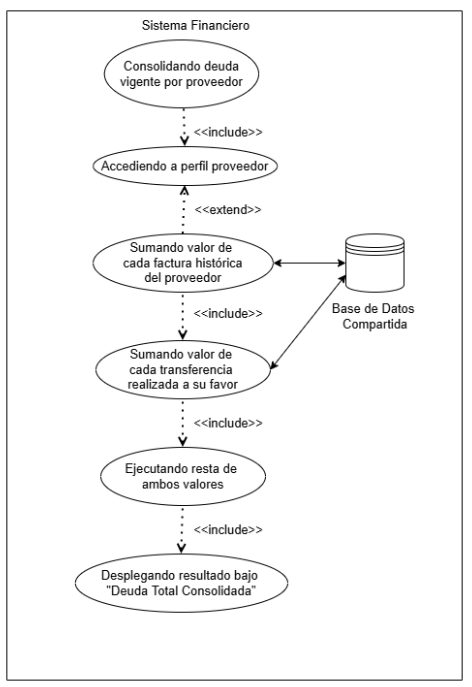 Sistema Financiero
Consolidando deuda
vigente por proveedor
<<include>>
Accediendo a perfil proveedor
<<extend>>
Sumando valor de
cada factura histórica
del proveedor
Base de Datos
Compartida
<<include>>
Sumando valor de
cada transferencia
realizada a su favor
<<include>>
Ejecutando resta de
ambos valores
<<include>>
Desplegando resultado bajo
"Deuda Total Consolidada"